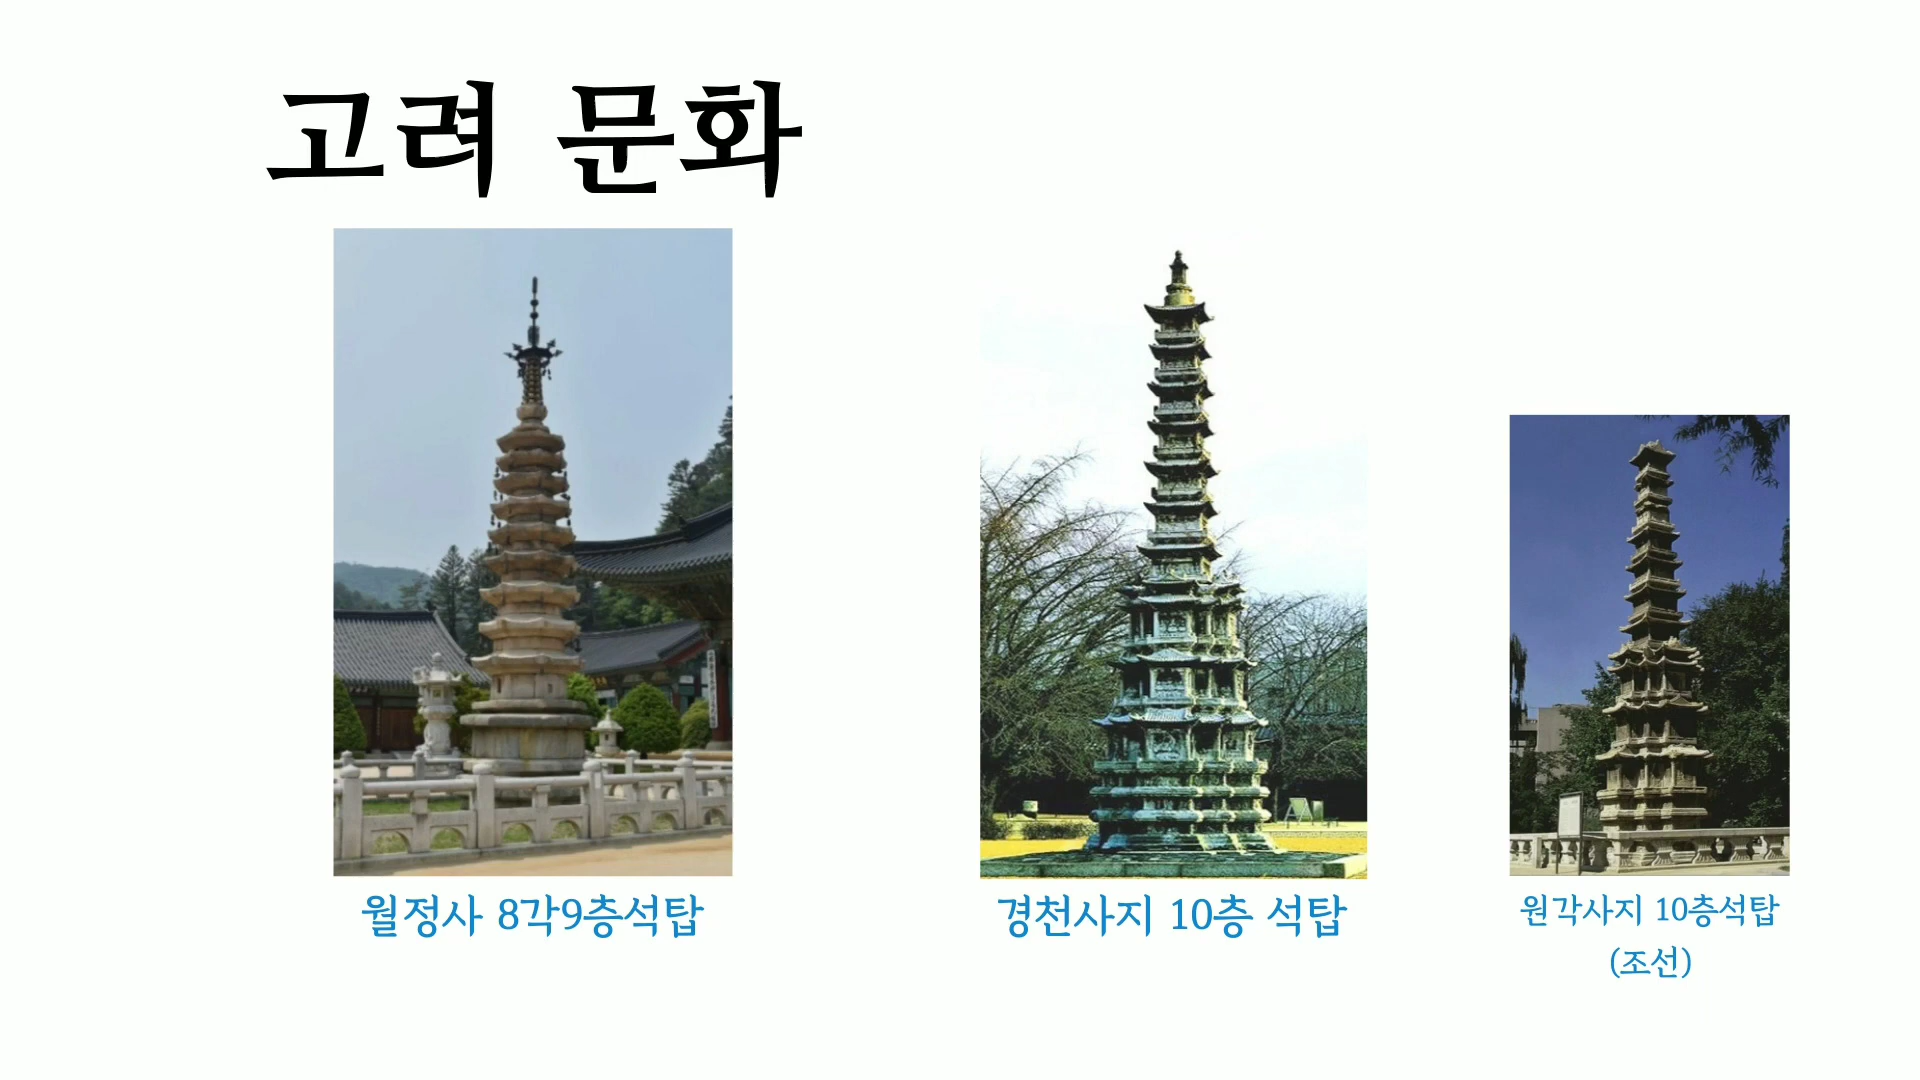 고려 문화
월정사 8각9층석탑
경천사지 10층 석탑
원각사지 10층석탑
(조선)